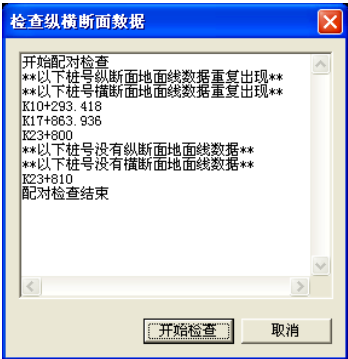 检查纵横断面数据
开始配对检查
**以下桩号纵断面地面线数据重复出现**
**以下桩号横断面地面线数据重复出现**
K10+293.418
K17+863.936
K23+800
**以下桩号没有纵断面地面线数据**
**以下桩号没有横断面地面线数据**
K23+810
配对检查结束
开始检查
取消